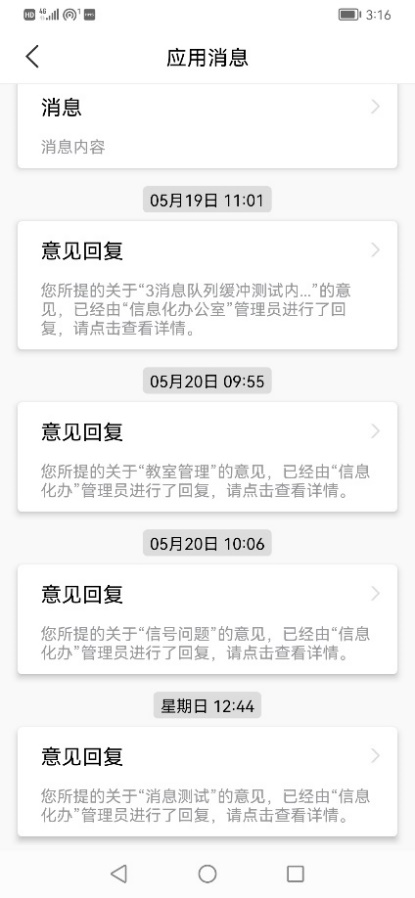 HD 4G 3:16
应用消息
消息
消息内容
05月19日 11:01
意见回复
您所提的关于“3消息队列缓冲测试内...”的意
见，已经由“信息化办公室”管理员进行了回
复，请点击查看详情。
05月20日 09:55
意见回复
您所提的关于“教室管理”的意见，已经由“信息
化办”管理员进行了回复，请点击查看详情。
05月20日 10:06
意见回复
您所提的关于“信号问题”的意见，已经由“信息
化办”管理员进行了回复，请点击查看详情。
星期日 12:44
意见回复
您所提的关于“消息测试”的意见，已经由“信息
化办”管理员进行了回复，请点击查看详情。